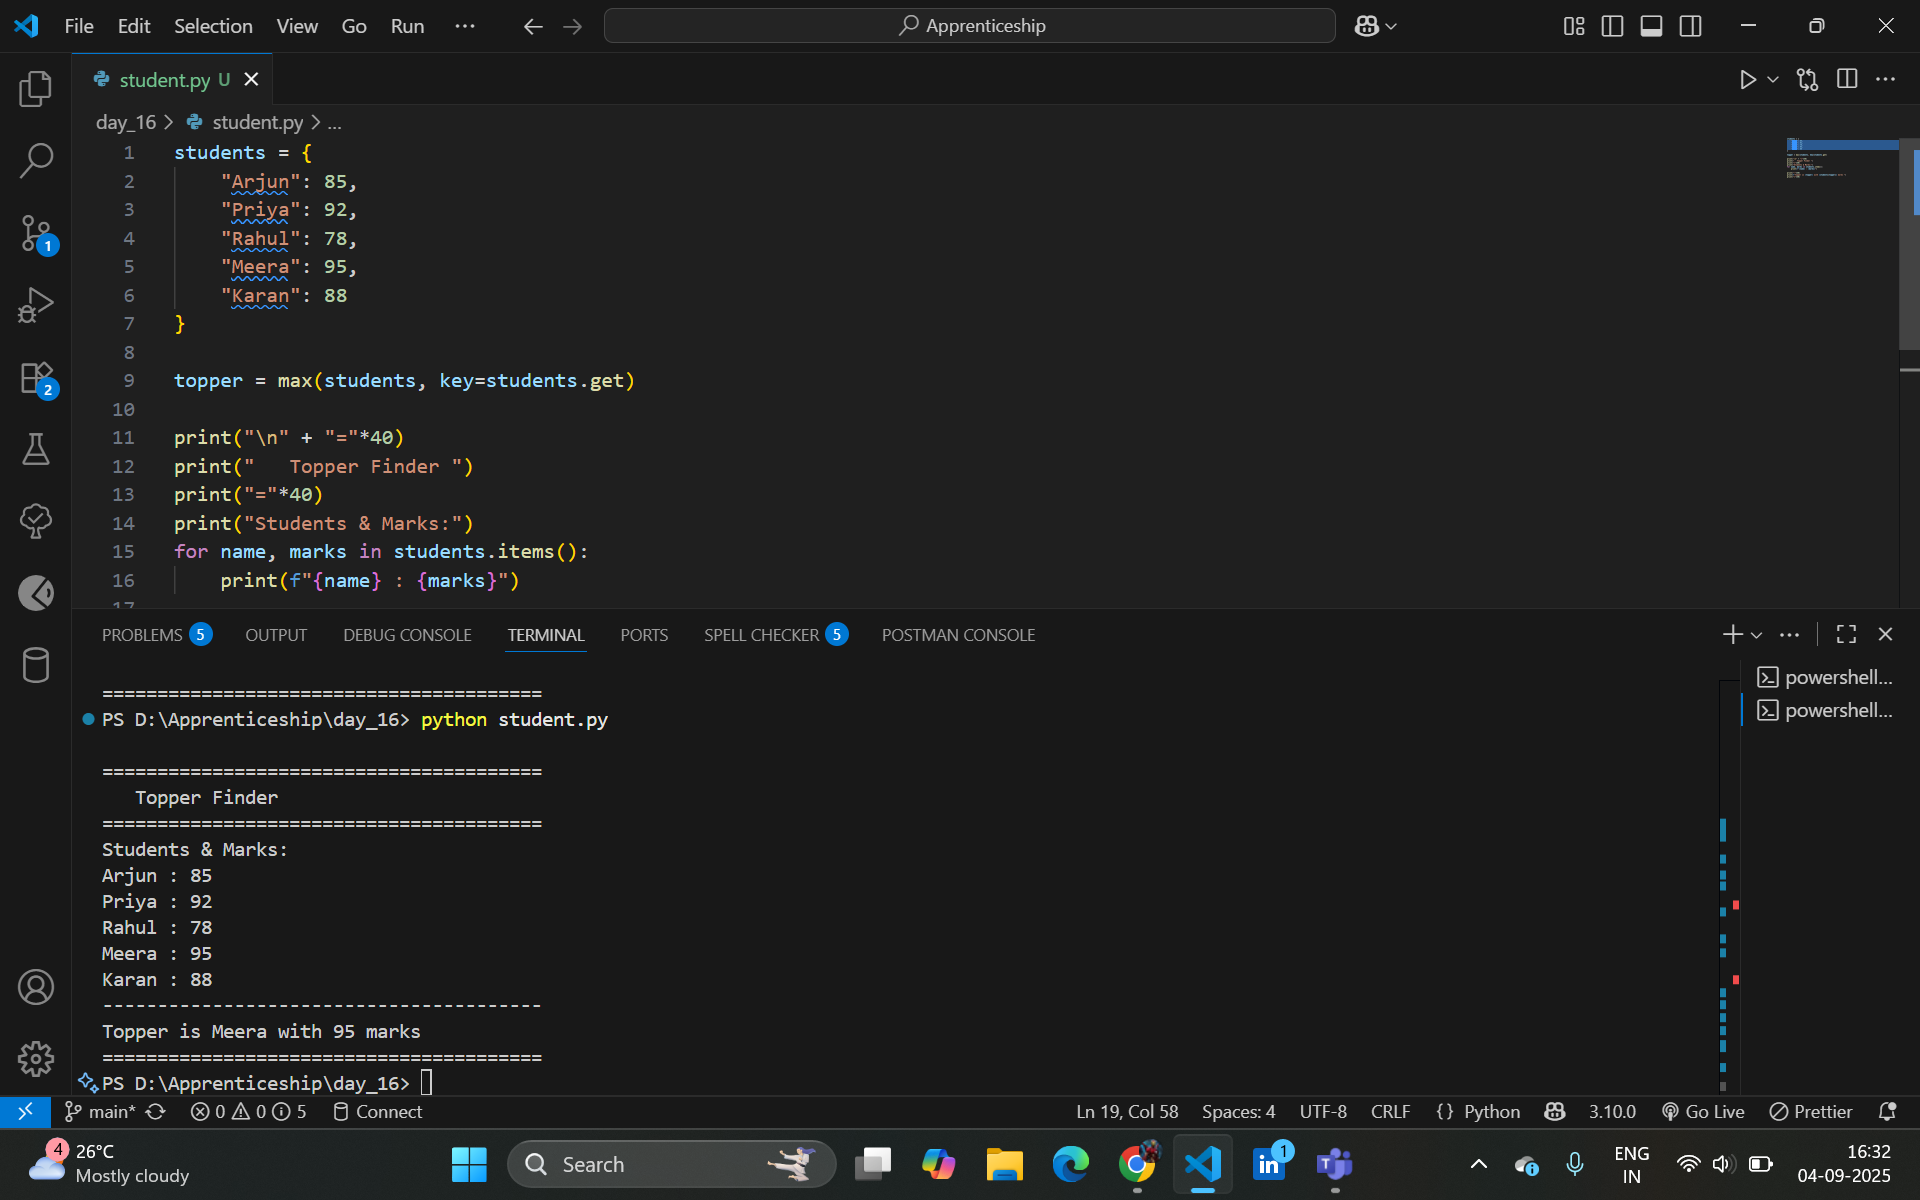 File Edit Selection View Go Run ···
Apprenticeship
student.py U
day_16 > student.py > ...
1 students = {
2 "Arjun": 85,
3 "Priya": 92,
4 "Rahul": 78,
5 "Meera": 95,
6 "Karan": 88
7 }
8
9 topper = max(students, key=students.get)
10
11 print("\n" + "="*40)
12 print("   Topper Finder ")
13 print("="*40)
14 print("Students & Marks:")
15 for name, marks in students.items():
16 print(f"{name} : {marks}")
17
1
2
PROBLEMS 5 OUTPUT DEBUG CONSOLE TERMINAL PORTS SPELL CHECKER 5 POSTMAN CONSOLE
powershell...
powershell...
========================================
PS D:\Apprenticeship\day_16> python student.py
========================================
   Topper Finder
========================================
Students & Marks:
Arjun : 85
Priya : 92
Rahul : 78
Meera : 95
Karan : 88
----------------------------------------
Topper is Meera with 95 marks
========================================
PS D:\Apprenticeship\day_16>
main* 0 0 5 Connect Ln 19, Col 58 Spaces: 4 UTF-8 CRLF {} Python 3.10.0 Go Live Prettier
4 26°C
Mostly cloudy
Search
1
ENG
IN
16:32
04-09-2025